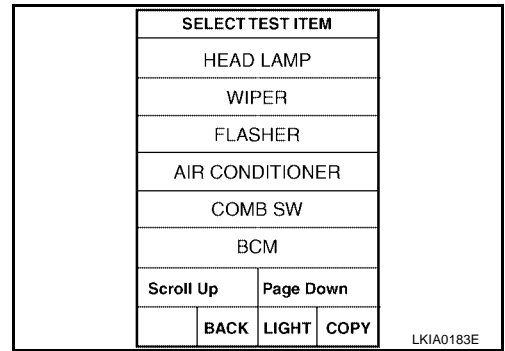 SELECT TEST ITEM
HEAD LAMP
WIPER
FLASHER
AIR CONDITIONER
COMB SW
BCM
Scroll Up Page Down
BACK LIGHT COPY
LKIA0183E